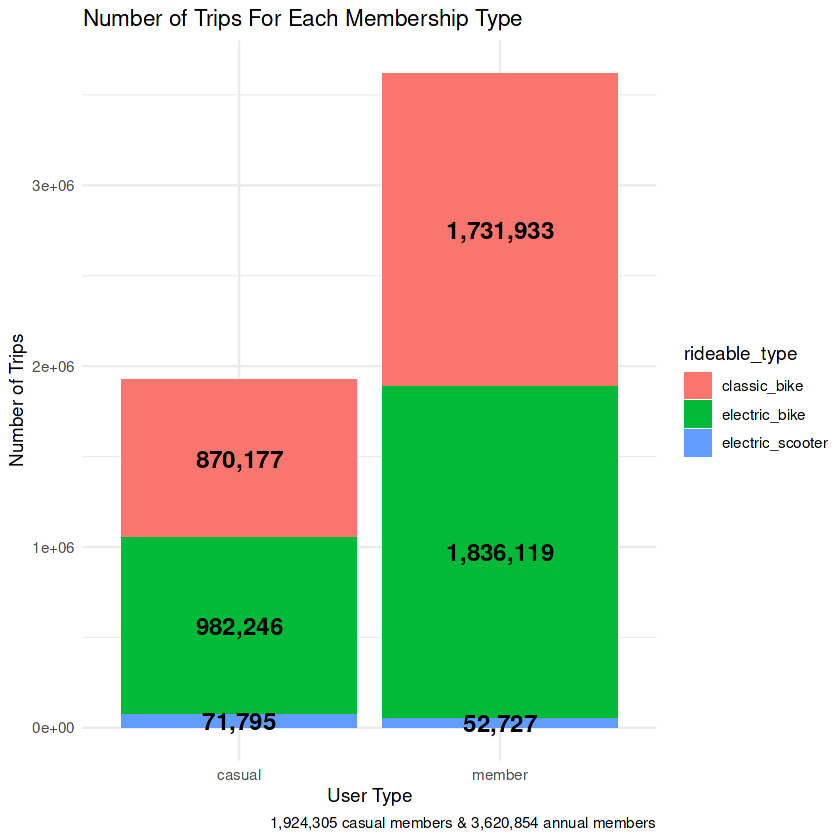 Number of Trips For Each Membership Type
Number of Trips
3e+06
2e+06
1e+06
0e+00
1,731,933
870,177
1,836,119
982,246
71,795
52,727
casual
member
User Type
1,924,305 casual members & 3,620,854 annual members
rideable_type
classic_bike
electric_bike
electric_scooter